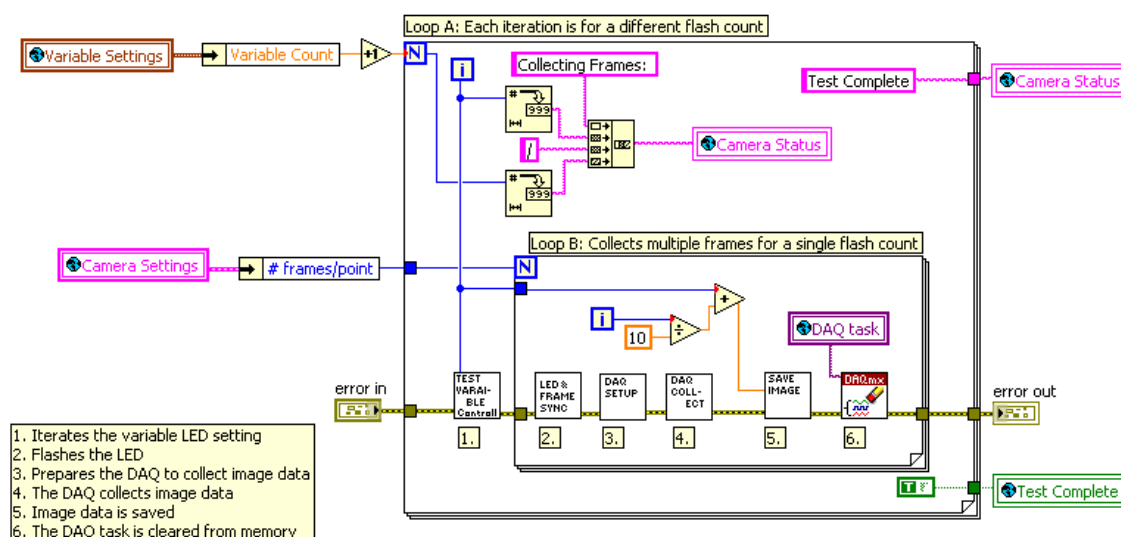 Loop A: Each iteration is for a different flash count
Variable Settings
Variable Count
+1
N
i
Collecting Frames:
Test Complete
Camera Status
#
999
/
Camera Status
#
999
Loop B: Collects multiple frames for a single flash count
Camera Settings
# frames/point
N
i
10
÷
+
DAQ task
error in
TEST
VARAI-
BLE
Controll
LED &
FRAME
SYNC
DAQ
SETUP
DAQ
COLL-
ECT
SAVE
IMAGE
DAQmx
error out
1.
2.
3.
4.
5.
6.
T
Test Complete
1. Iterates the variable LED setting
2. Flashes the LED
3. Prepares the DAQ to collect image data
4. The DAQ collects image data
5. Image data is saved
6. The DAQ task is cleared from memory